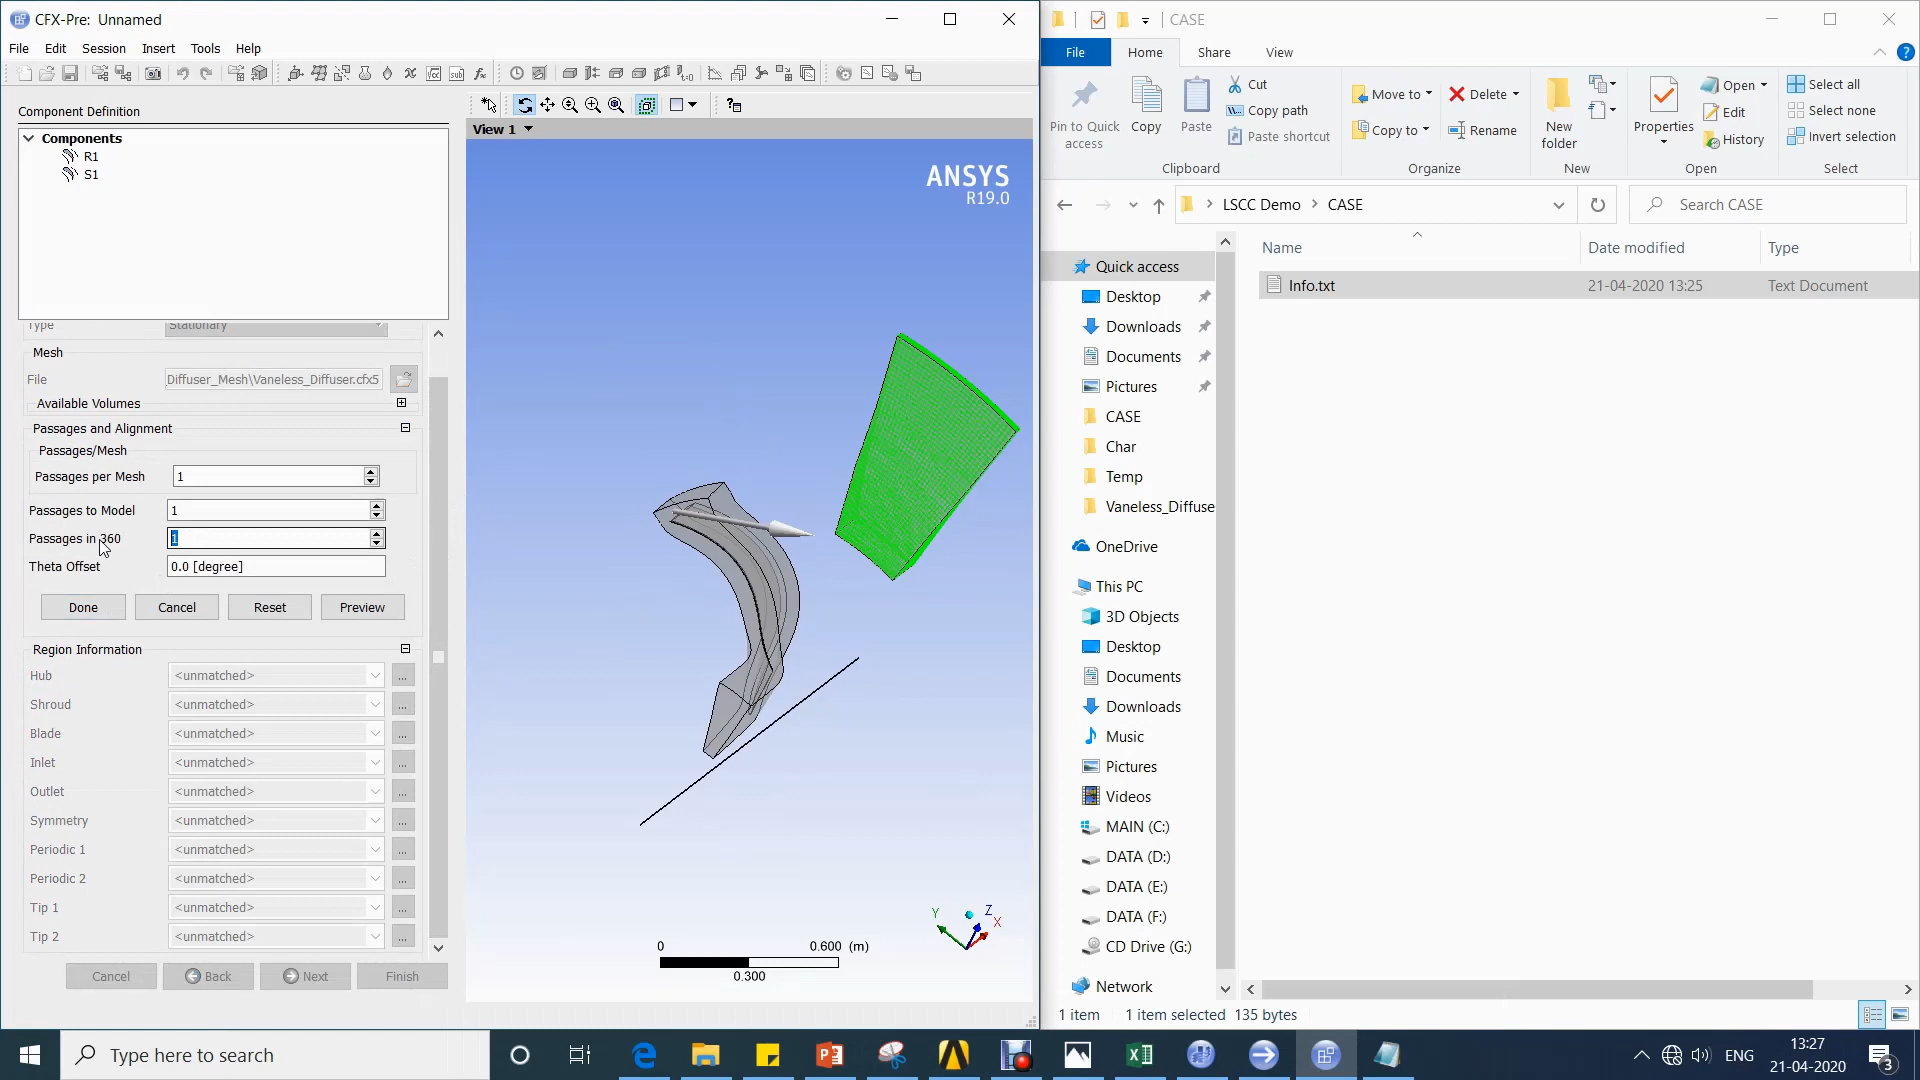 CFX-Pre: Unnamed
File Edit Session Insert Tools Help
Component Definition
Components
R1
S1
Type Stationary
Mesh
File Diffuser_Mesh\Vaneless_Diffuser.cfx5
Available Volumes
Passages and Alignment
Passages/Mesh
Passages per Mesh 1
Passages to Model 1
Passages in 360 1
Theta Offset 0.0 [degree]
Done Cancel Reset Preview
Region Information
Hub <unmatched> ...
Shroud <unmatched> ...
Blade <unmatched> ...
Inlet <unmatched> ...
Outlet <unmatched> ...
Symmetry <unmatched> ...
Periodic 1 <unmatched> ...
Periodic 2 <unmatched> ...
Tip 1 <unmatched> ...
Tip 2 <unmatched> ...
Cancel Back Next Finish
View 1
ANSYS
R19.0
Y Z X
0 0.600 (m)
0.300
CASE
File Home Share View
Pin to Quick access
Copy
Paste
Cut
Copy path
Paste shortcut
Clipboard
Move to
Copy to
Delete
Rename
Organize
New folder
New
Properties
Open
Edit
History
Open
Select all
Select none
Invert selection
Select
LSCC Demo CASE
Search CASE
Name Date modified Type
Info.txt 21-04-2020 13:25 Text Document
Quick access
Desktop
Downloads
Documents
Pictures
CASE
Char
Temp
Vaneless_Diffuse
OneDrive
This PC
3D Objects
Desktop
Documents
Downloads
Music
Pictures
Videos
MAIN (C:)
DATA (D:)
DATA (E:)
DATA (F:)
CD Drive (G:)
Network
1 item 1 item selected 135 bytes
Type here to search
ENG
13:27
21-04-2020
3